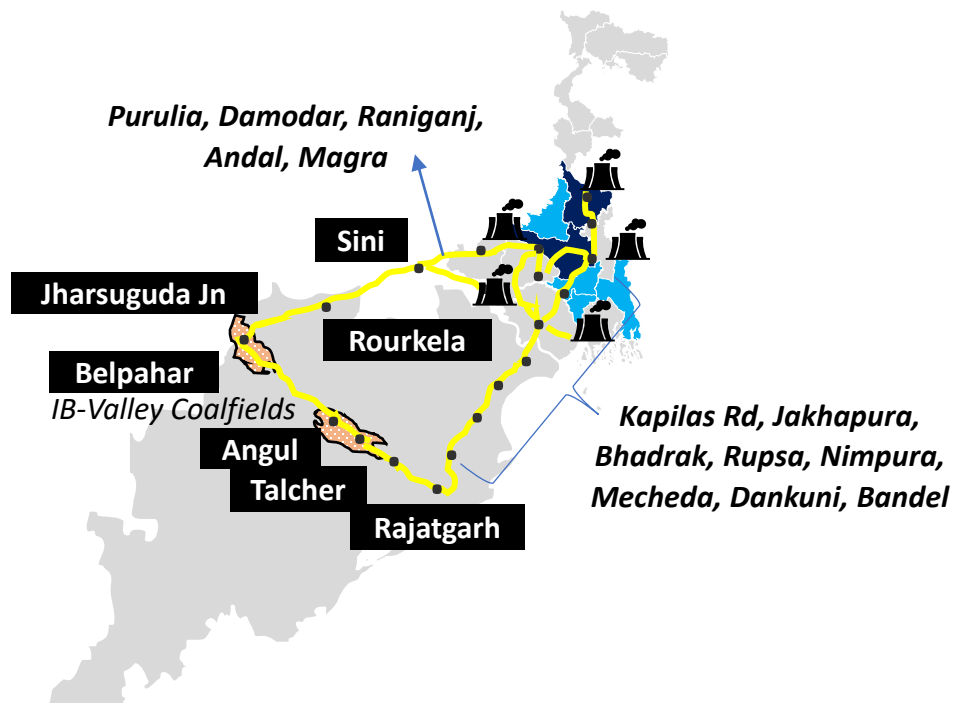 Purulia, Damodar, Raniganj,
Andal, Magra
Sini
Jharsuguda Jn
Rourkela
Belpahar
IB-Valley Coalfields
Angul
Talcher
Rajatgarh
Kapilas Rd, Jakhapura,
Bhadrak, Rupsa, Nimpura,
Mecheda, Dankuni, Bandel